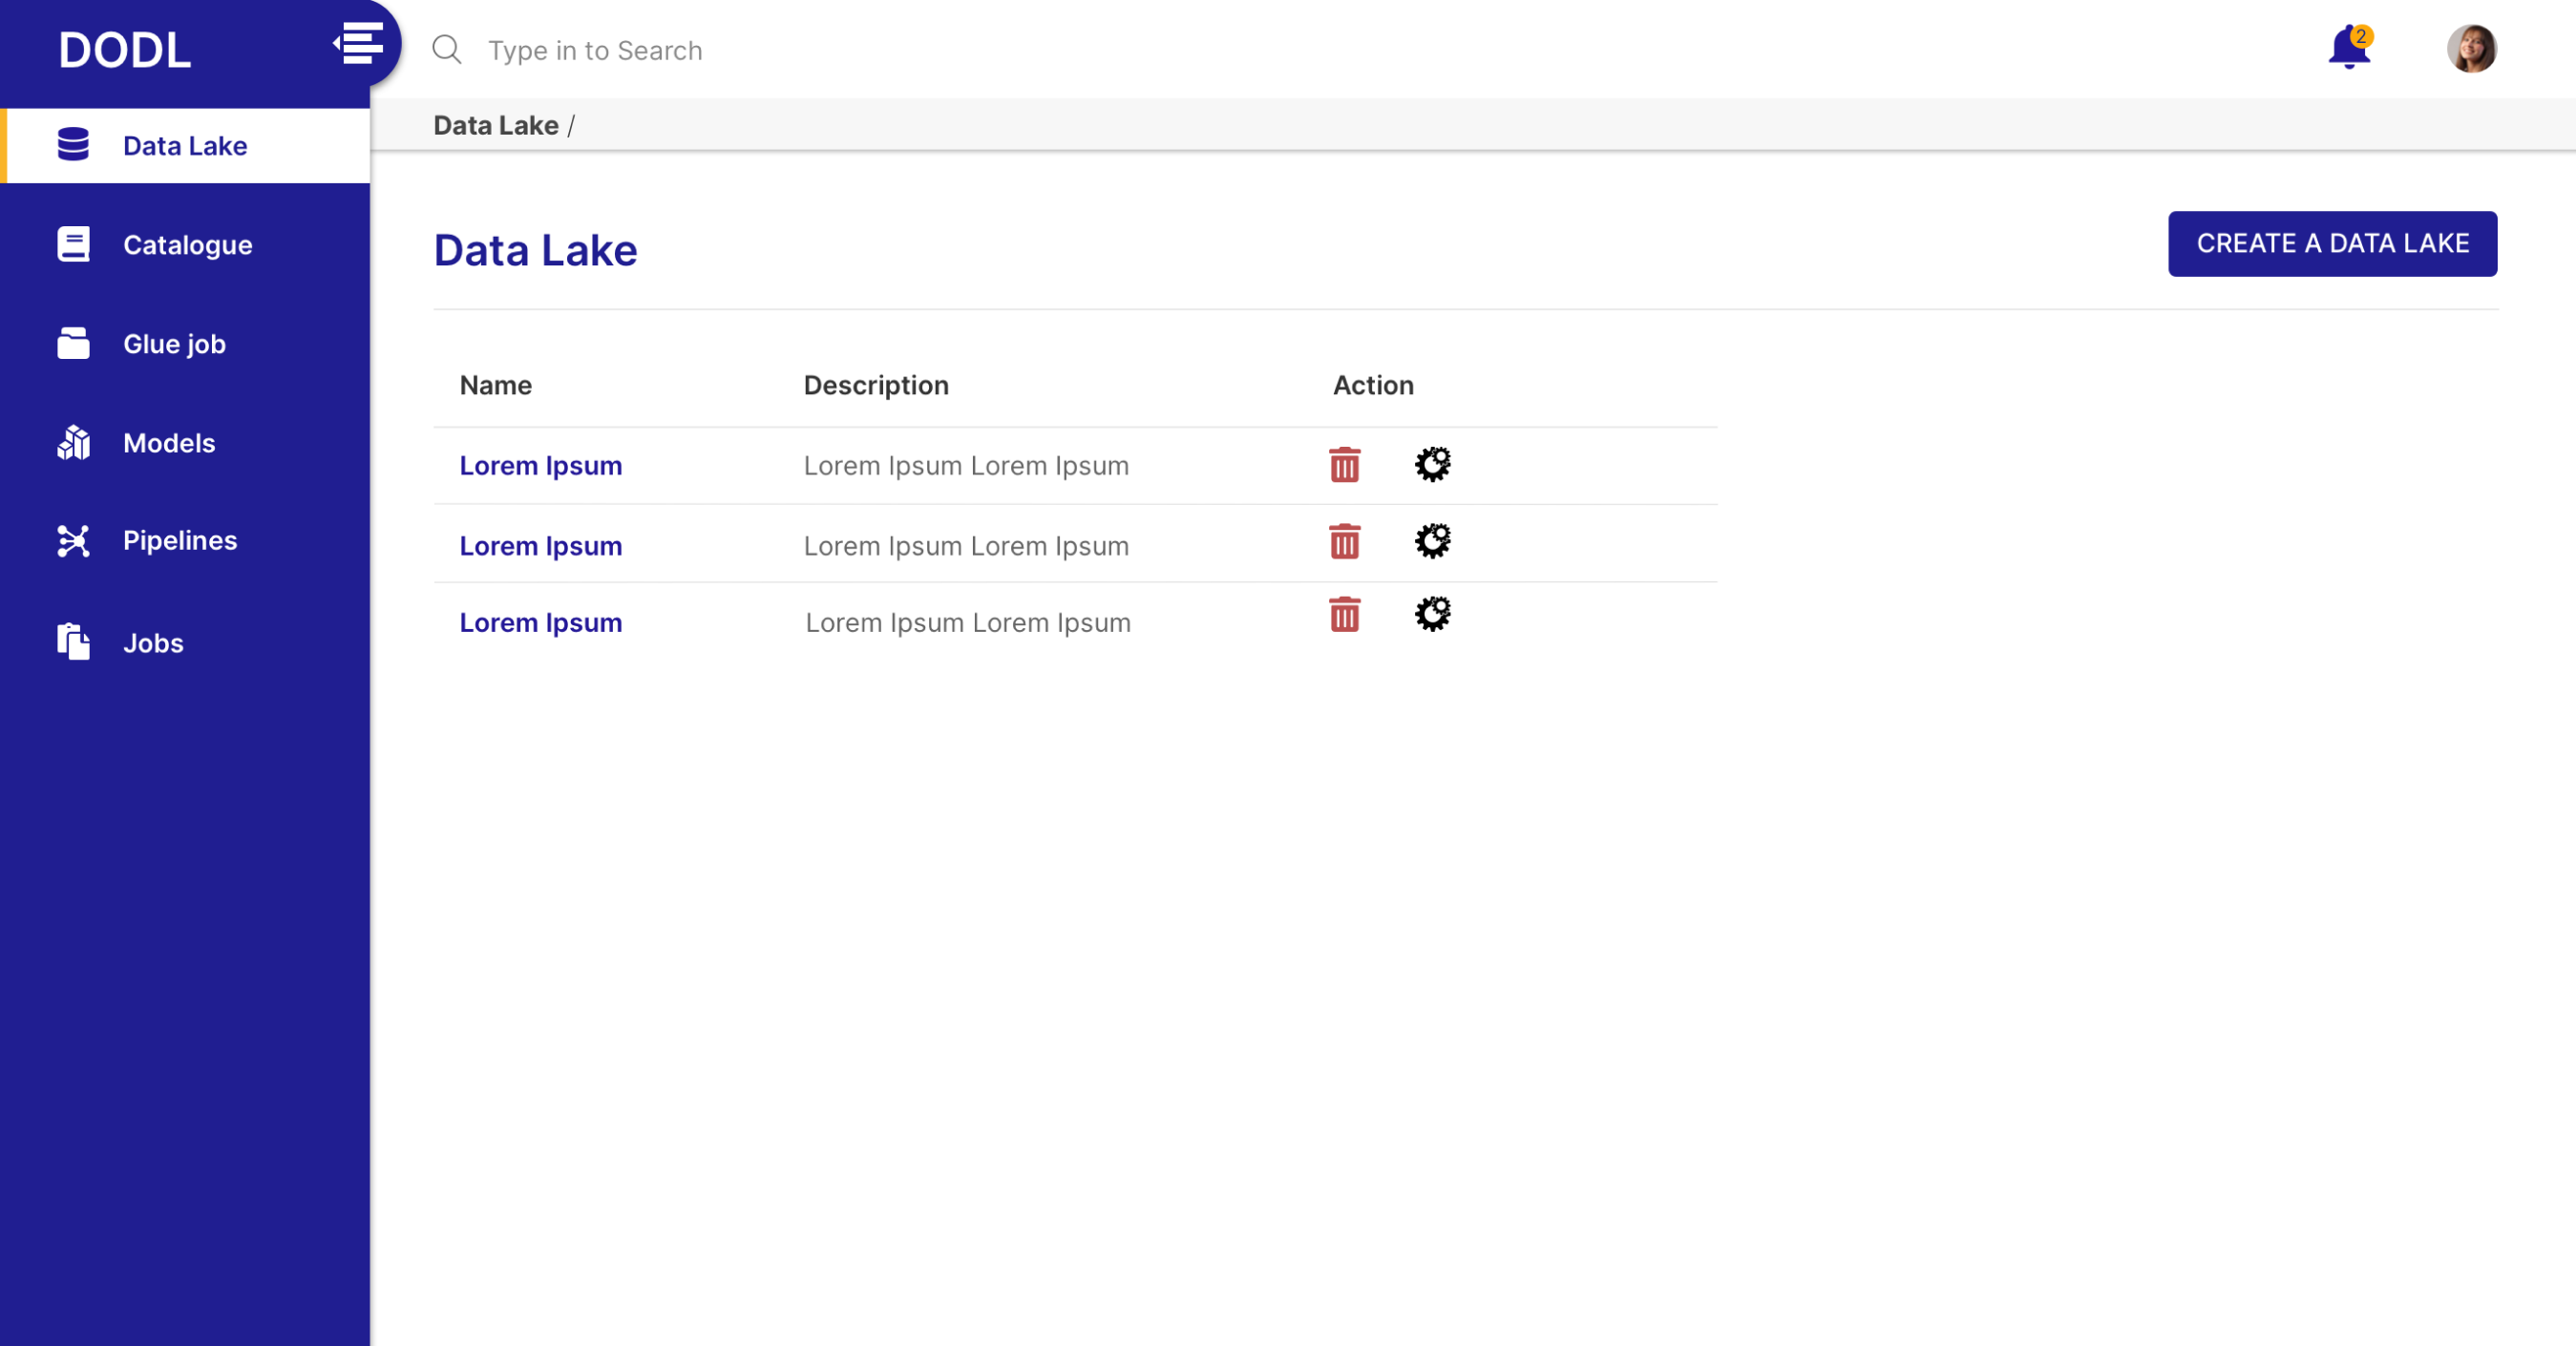 DODL
Type in to Search
2
Data Lake /
Data Lake
Catalogue
Glue job
Models
Pipelines
Jobs
Data Lake
CREATE A DATA LAKE
Name Description Action
Lorem Ipsum Lorem Ipsum Lorem Ipsum
Lorem Ipsum Lorem Ipsum Lorem Ipsum
Lorem Ipsum Lorem Ipsum Lorem Ipsum